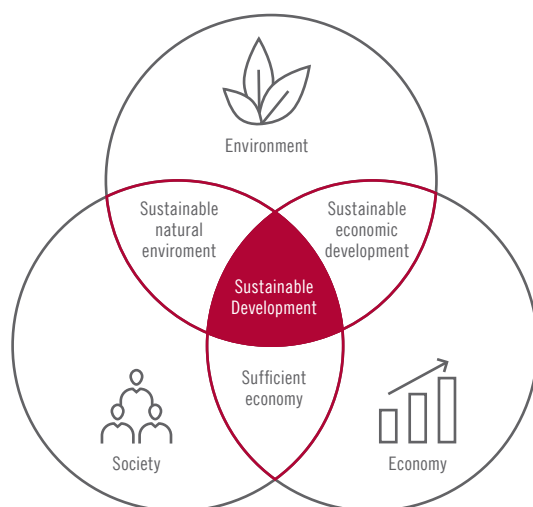 Environment
Sustainable
natural
enviroment
Sustainable
economic
development
Sustainable
Development
Sufficient
economy
Society
Economy